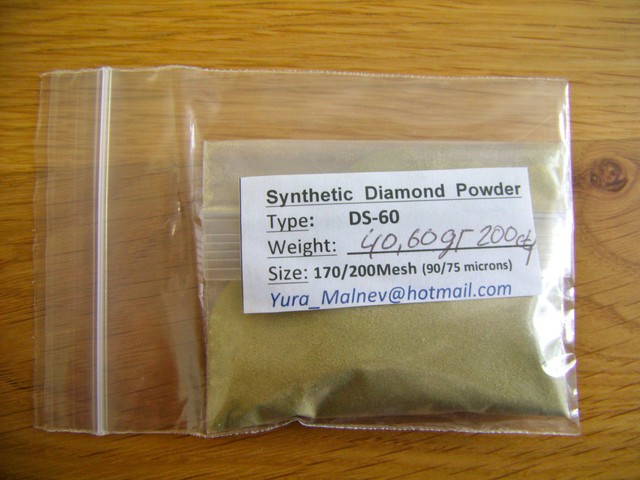 Synthetic Diamond Powder
Type: DS-60
Weight: 40,60gr 200ct
Size: 170/200Mesh (90/75 microns)
Yura_Malnev@hotmail.com